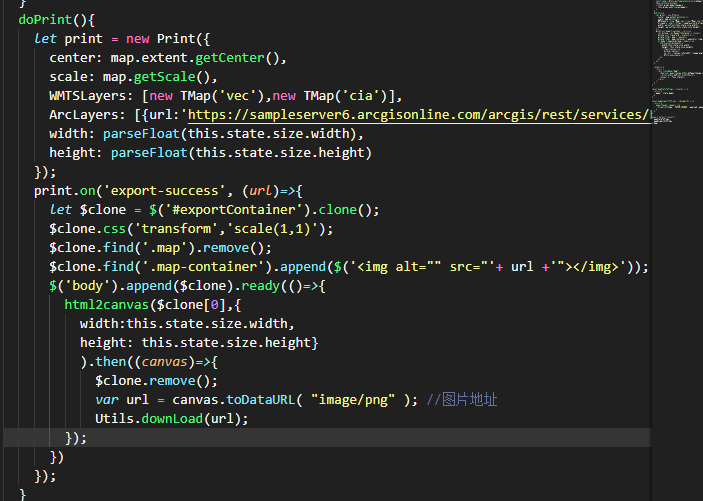 }
doPrint(){
let print = new Print({
center: map.extent.getCenter(),
scale: map.getScale(),
WMTSLayers: [new TMap('vec'),new TMap('cia')],
ArcLayers: [{url:'https://sampleserver6.arcgisonline.com/arcgis/rest/services/
width: parseFloat(this.state.size.width),
height: parseFloat(this.state.size.height)
});
print.on('export-success', (url)=>{
let $clone = $('#exportContainer').clone();
$clone.css('transform','scale(1,1)');
$clone.find('.map').remove();
$clone.find('.map-container').append($('<img alt="" src="'+ url +'"></img>'));
$('body').append($clone).ready(()=>{
html2canvas($clone[0],{
width:this.state.size.width,
height: this.state.size.height}
).then((canvas)=>{
$clone.remove();
var url = canvas.toDataURL( "image/png" ); //图片地址
Utils.downLoad(url);
});
})
});
}